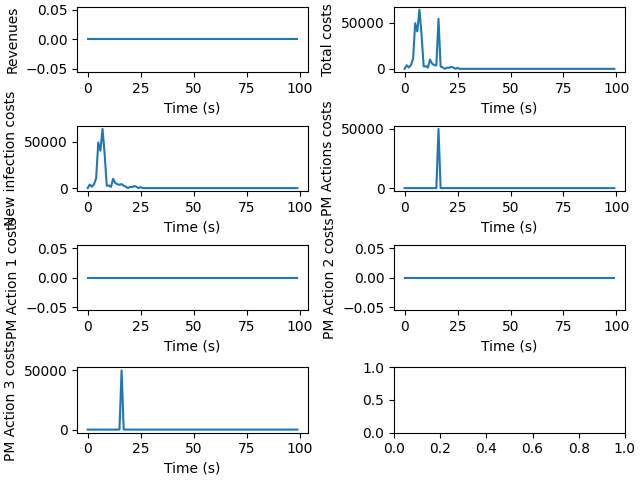 Revenues
0.05
0.00
−0.05
0 25 50 75 100
Time (s)
Total costs
50000
0
0 25 50 75 100
Time (s)
New infection costs
50000
0
0 25 50 75 100
Time (s)
PM Actions costs
50000
0
0 25 50 75 100
Time (s)
PM Action 1 costs
0.05
0.00
−0.05
0 25 50 75 100
Time (s)
PM Action 2 costs
0.05
0.00
−0.05
0 25 50 75 100
Time (s)
PM Action 3 costs
50000
0
0 25 50 75 100
Time (s)
1.0
0.5
0.0
0.0 0.2 0.4 0.6 0.8 1.0